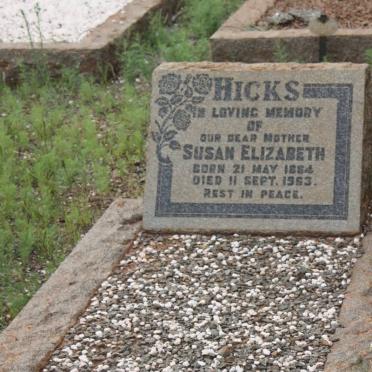 HICKS
IN LOVING MEMORY
OF
OUR DEAR MOTHER
SUSAN ELIZABETH
BORN 21 MAY 1884
DIED 11 SEPT. 1963.
REST IN PEACE.